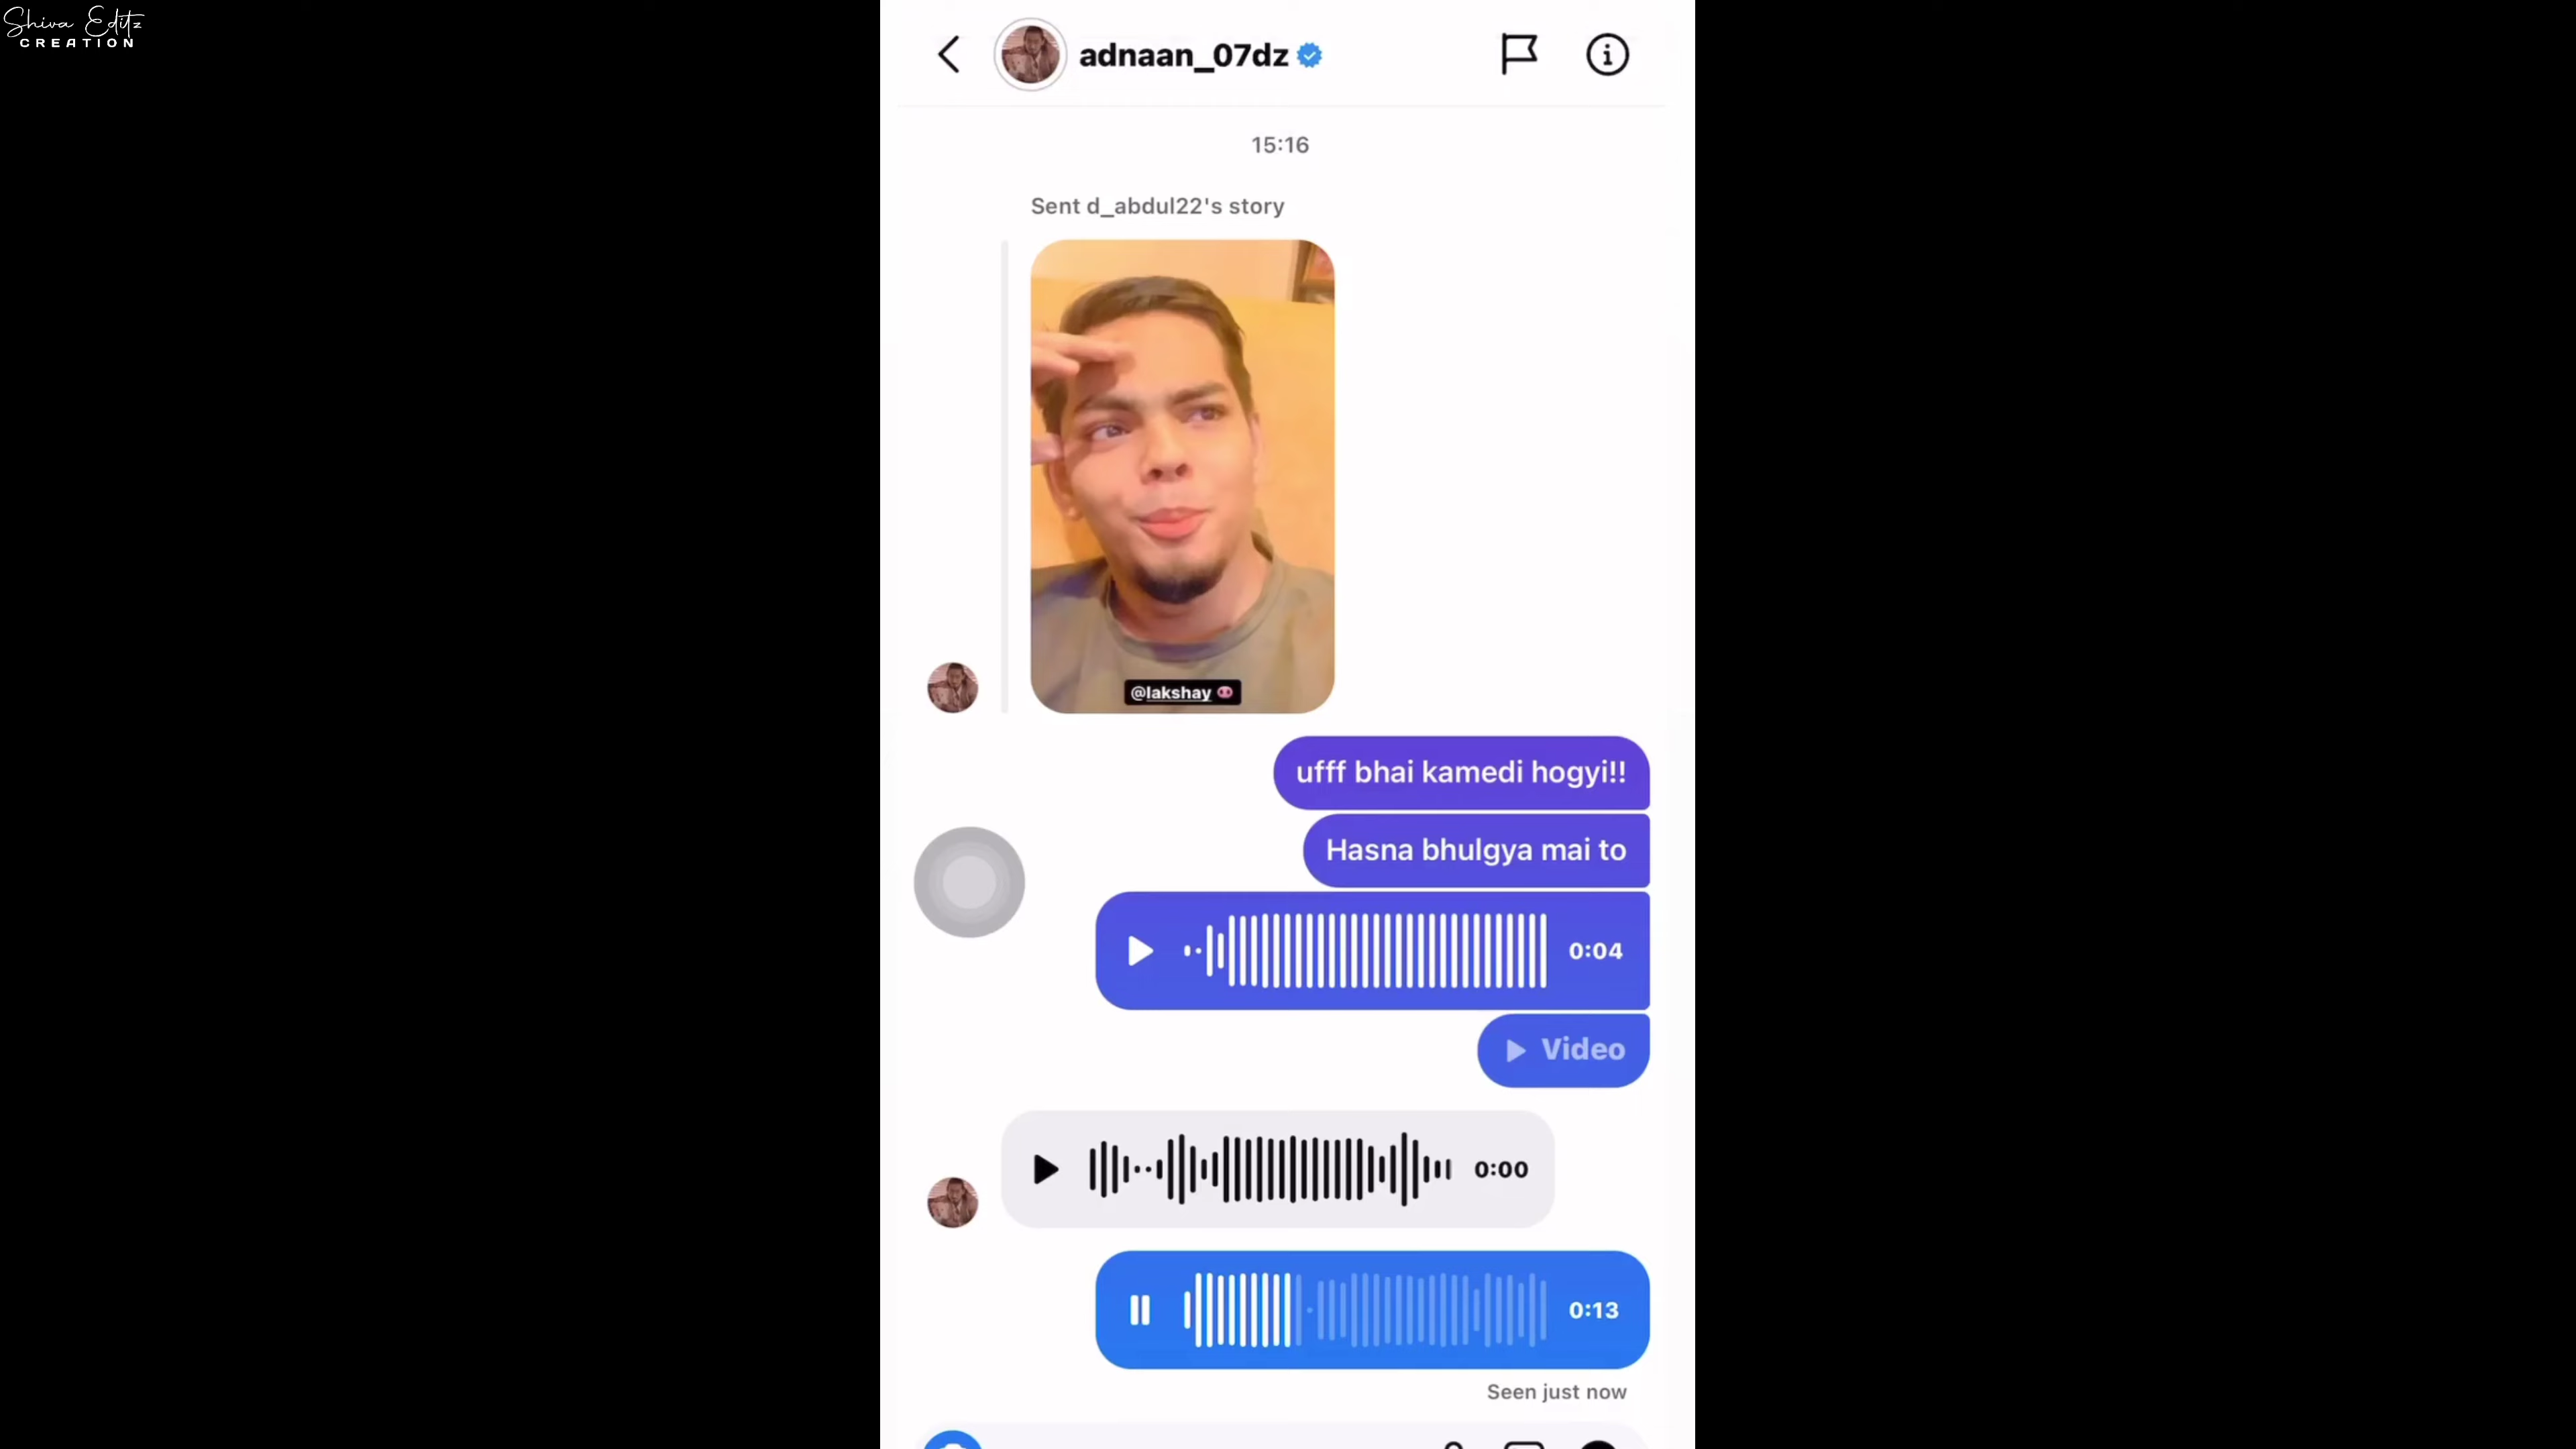 Shiva Editz
CREATION
adnaan_07dz
15:16
Sent d_abdul22's story
@lakshay
ufff bhai kamedi hogyi!!
Hasna bhulgya mai to
0:04
Video
0:00
0:13
Seen just now